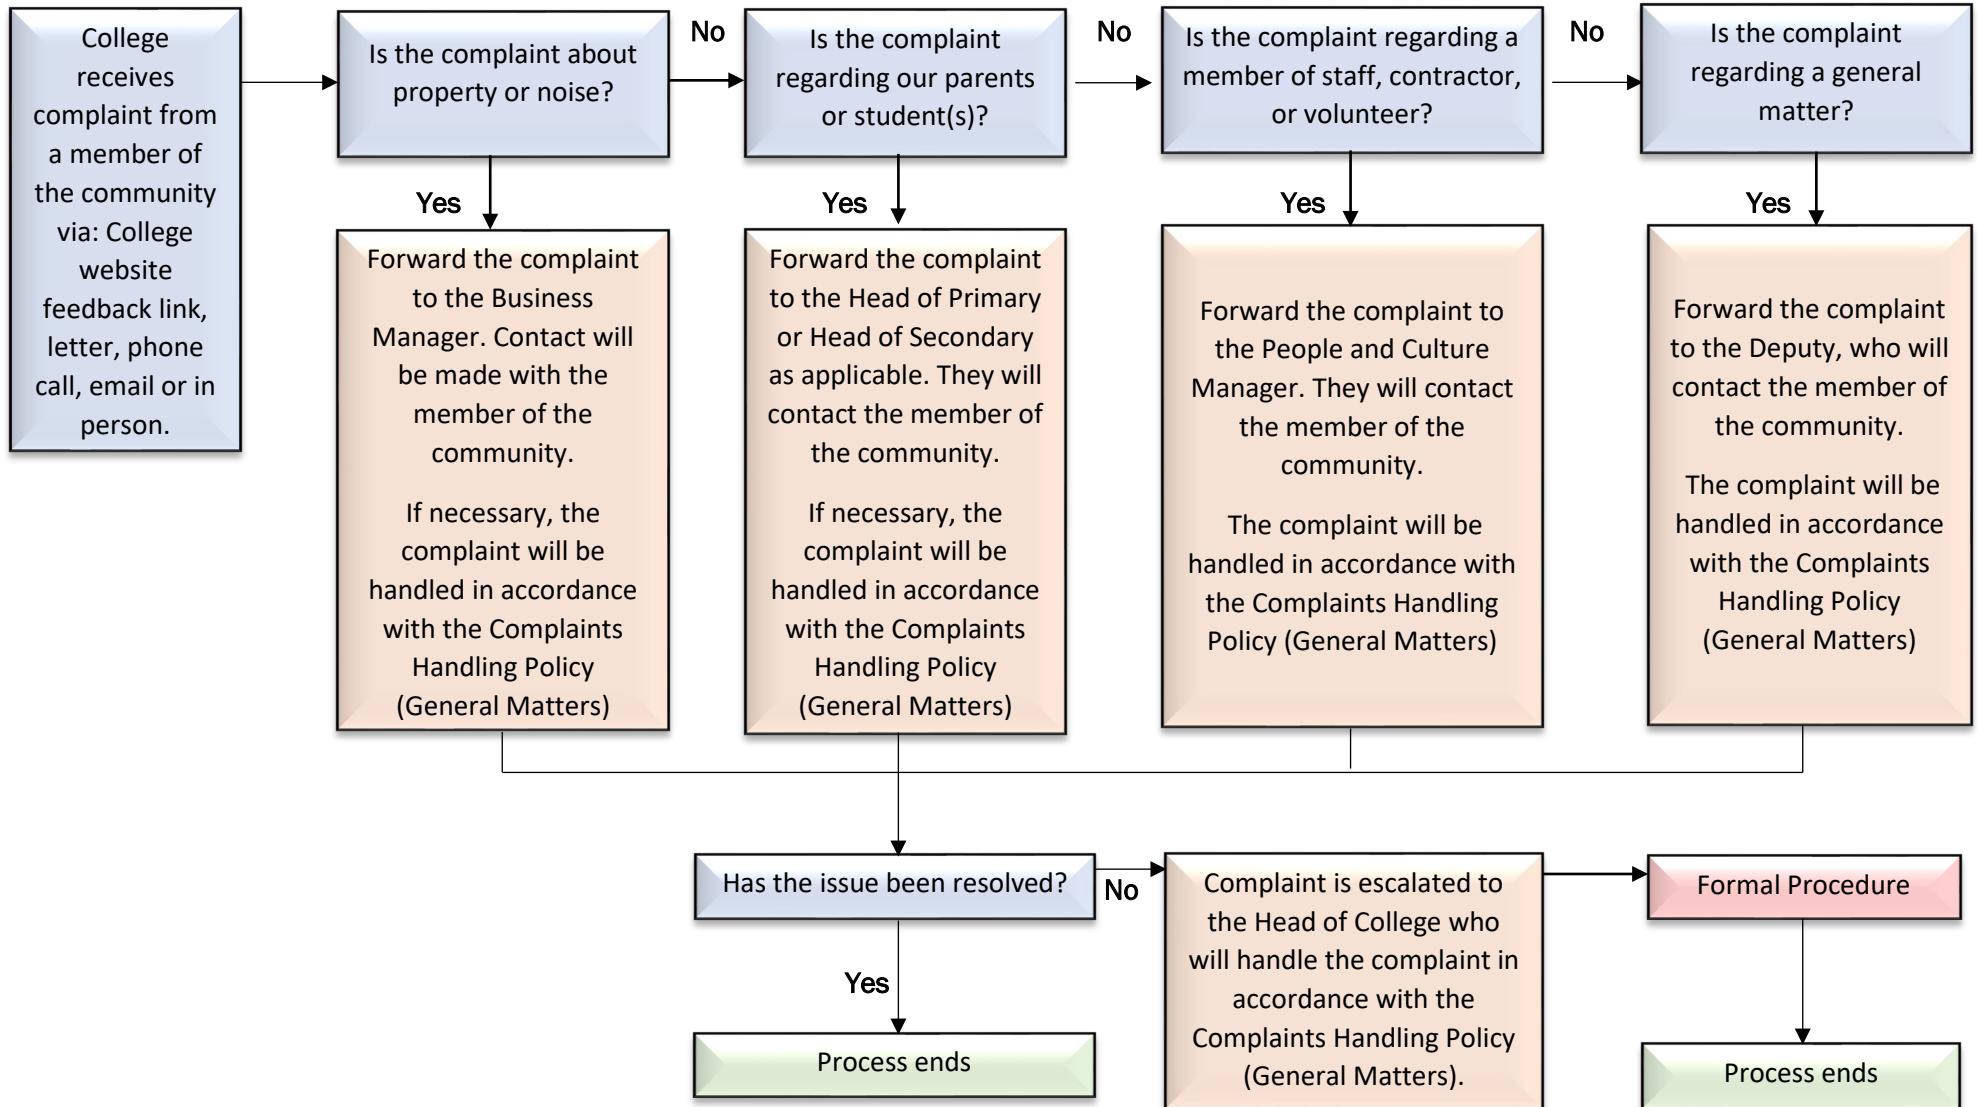 College
receives
complaint from
a member of
the community
via: College
website
feedback link,
letter, phone
call, email or in
person.
Is the complaint about
property or noise?
No
Is the complaint
regarding our parents
or student(s)?
No
Is the complaint regarding a
member of staff, contractor,
or volunteer?
No
Is the complaint
regarding a general
matter?
Yes
Forward the complaint
to the Business
Manager. Contact will
be made with the
member of the
community.
If necessary, the
complaint will be
handled in accordance
with the Complaints
Handling Policy
(General Matters)
Yes
Forward the complaint
to the Head of Primary
or Head of Secondary
as applicable. They will
contact the member of
the community.
If necessary, the
complaint will be
handled in accordance
with the Complaints
Handling Policy
(General Matters)
Yes
Forward the complaint to
the People and Culture
Manager. They will contact
the member of the
community.
The complaint will be
handled in accordance with
the Complaints Handling
Policy (General Matters)
Yes
Forward the complaint
to the Deputy, who will
contact the member of
the community.
The complaint will be
handled in accordance
with the Complaints
Handling Policy
(General Matters)
Has the issue been resolved?
No
Complaint is escalated to
the Head of College who
will handle the complaint in
accordance with the
Complaints Handling Policy
(General Matters).
Formal Procedure
Yes
Process ends
Process ends